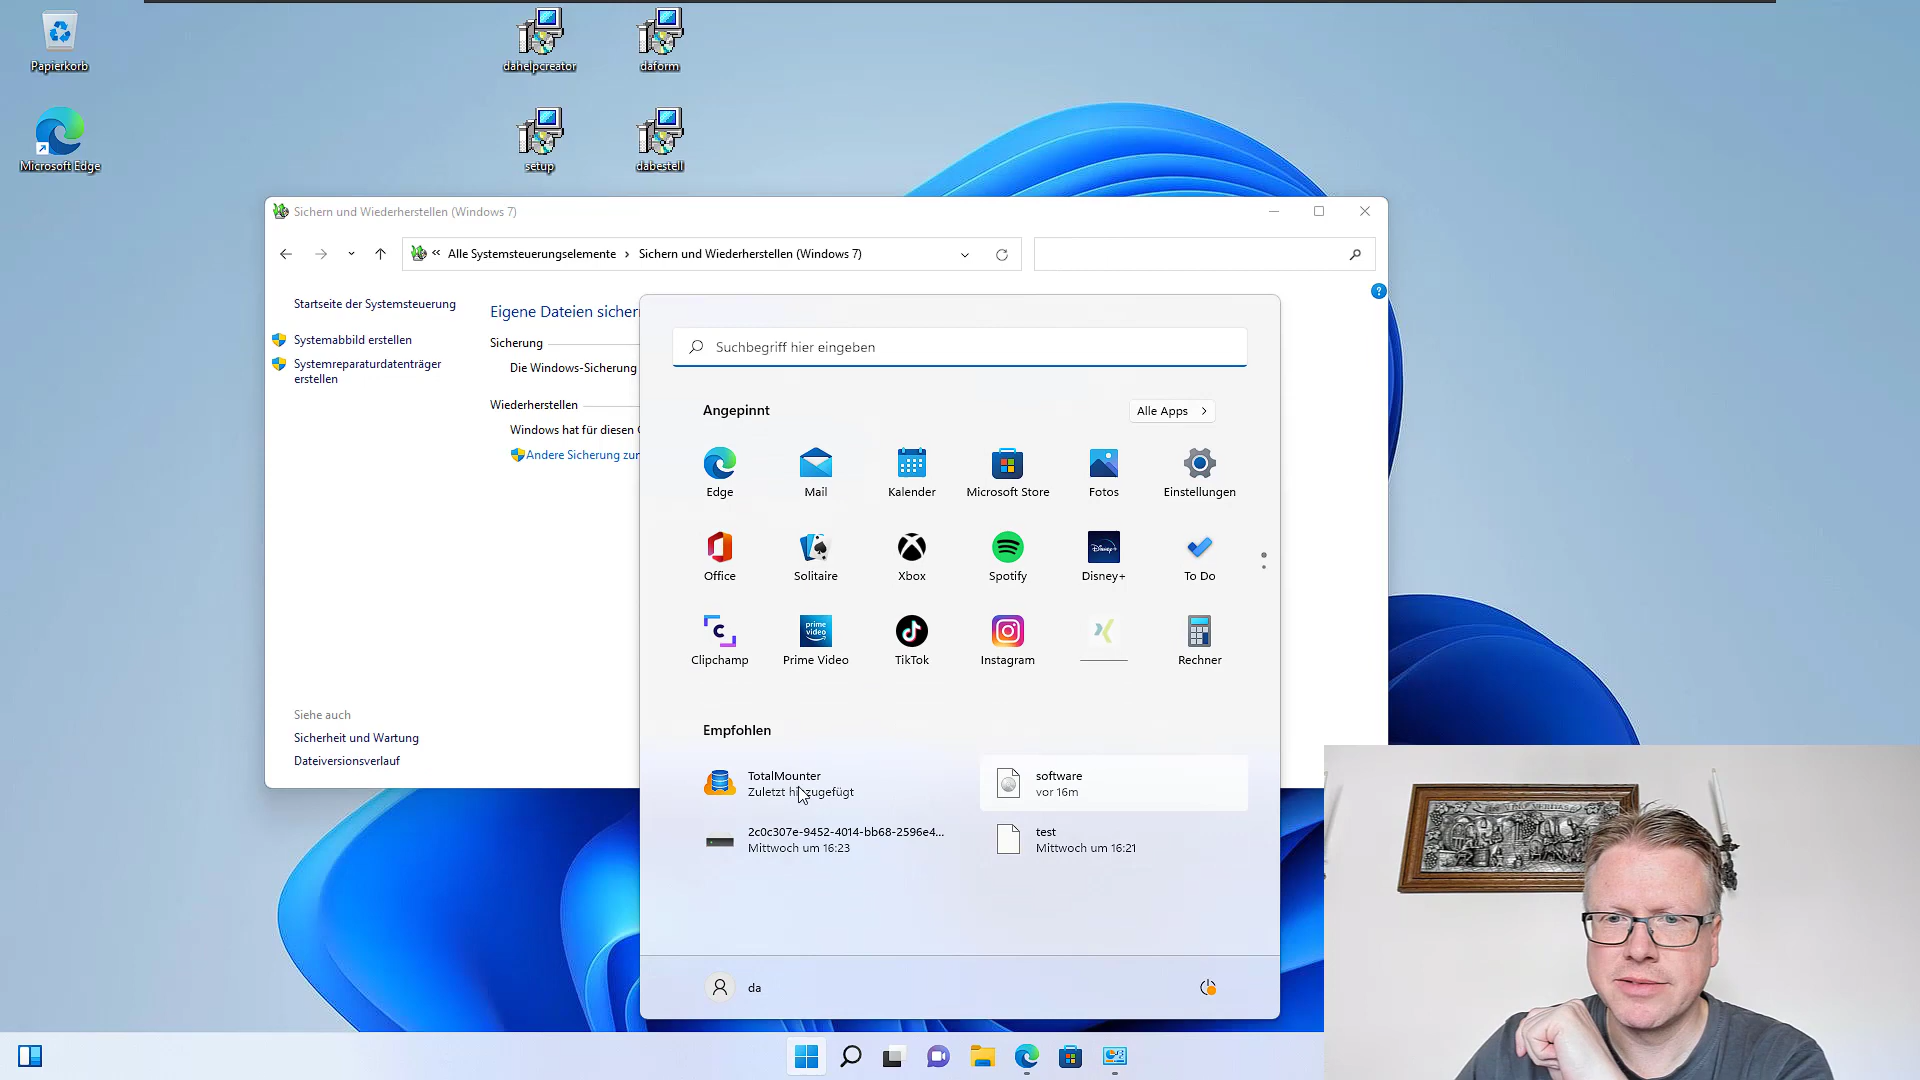 Papierkorb
dahelpcreator
daform
Microsoft Edge
setup
dabestell
Sichern und Wiederherstellen (Windows 7)
« Alle Systemsteuerungselemente › Sichern und Wiederherstellen (Windows 7)
Startseite der Systemsteuerung
Systemabbild erstellen
Systemreparaturdatenträger
erstellen
Eigene Dateien sicher
Sicherung
Die Windows-Sicherung
Wiederherstellen
Windows hat für diesen
Andere Sicherung zur
Siehe auch
Sicherheit und Wartung
Dateiversionsverlauf
Suchbegriff hier eingeben
Angepinnt
Alle Apps
Edge
Mail
Kalender
Microsoft Store
Fotos
Einstellungen
Office
Solitaire
Xbox
Disney+
Spotify
Disney+
To Do
prime
video
Clipchamp
Prime Video
TikTok
Instagram
Rechner
Empfohlen
TotalMounter
Zuletzt hinzugefügt
software
vor 16m
2c0c307e-9452-4014-bb68-2596e4...
Mittwoch um 16:23
test
Mittwoch um 16:21
da